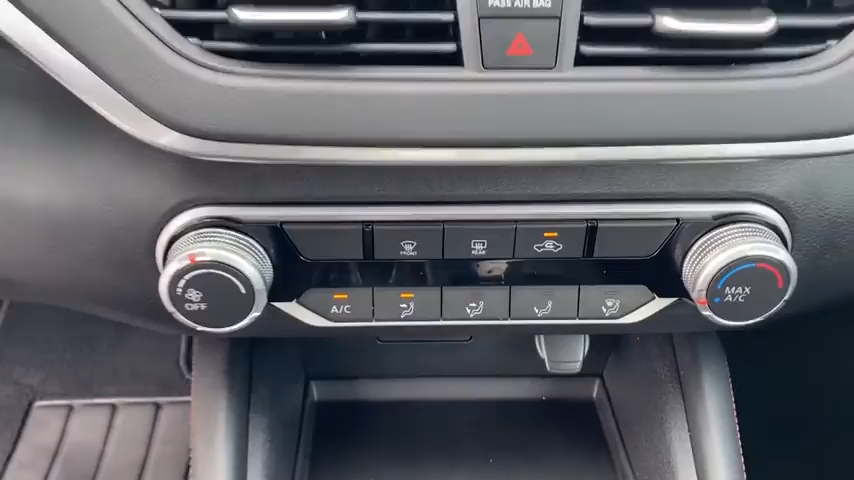 PASS AIR BAG
FRONT
REAR
OFF
MAX
A/C
A/C